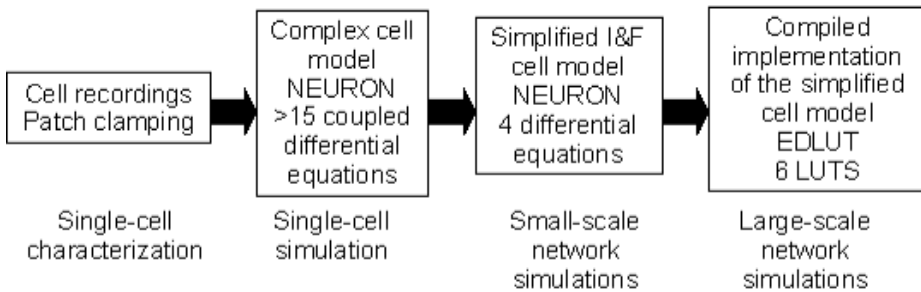 Cell recordings
Patch clamping
Complex cell
model
NEURON
>15 coupled
differential
equations
Simplified I&F
cell model
NEURON
4 differential
equations
Compiled
implementation
of the simplified
cell model
EDLUT
6 LUTS
Single-cell
characterization
Single-cell
simulation
Small-scale
network
simulations
Large-scale
network
simulations